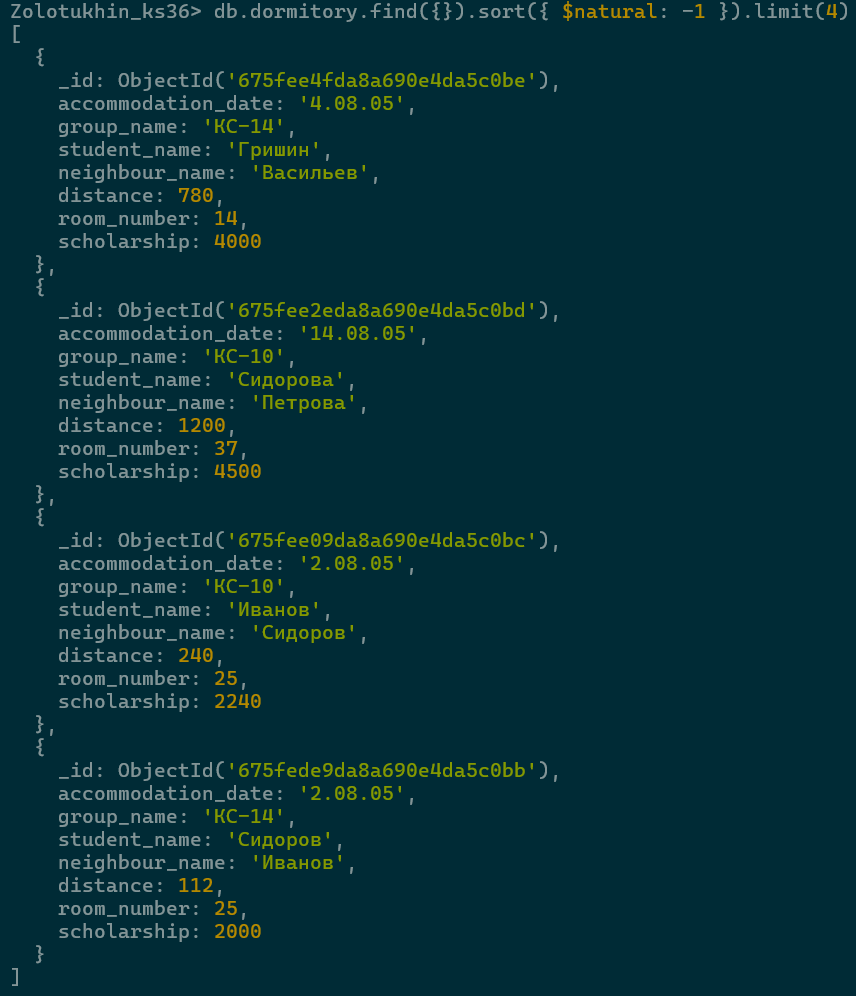 Zolotukhin_ks36> db.dormitory.find({}).sort({ $natural: -1 }).limit(4)
[
  {
    _id: ObjectId('675fee4fda8a690e4da5c0be'),
    accommodation_date: '4.08.05',
    group_name: 'КС-14',
    student_name: 'Гришин',
    neighbour_name: 'Васильев',
    distance: 780,
    room_number: 14,
    scholarship: 4000
  },
  {
    _id: ObjectId('675fee2eda8a690e4da5c0bd'),
    accommodation_date: '14.08.05',
    group_name: 'КС-10',
    student_name: 'Сидорова',
    neighbour_name: 'Петрова',
    distance: 1200,
    room_number: 37,
    scholarship: 4500
  },
  {
    _id: ObjectId('675fee09da8a690e4da5c0bc'),
    accommodation_date: '2.08.05',
    group_name: 'КС-10',
    student_name: 'Иванов',
    neighbour_name: 'Сидоров',
    distance: 240,
    room_number: 25,
    scholarship: 2240
  },
  {
    _id: ObjectId('675fede9da8a690e4da5c0bb'),
    accommodation_date: '2.08.05',
    group_name: 'КС-14',
    student_name: 'Сидоров',
    neighbour_name: 'Иванов',
    distance: 112,
    room_number: 25,
    scholarship: 2000
  }
]